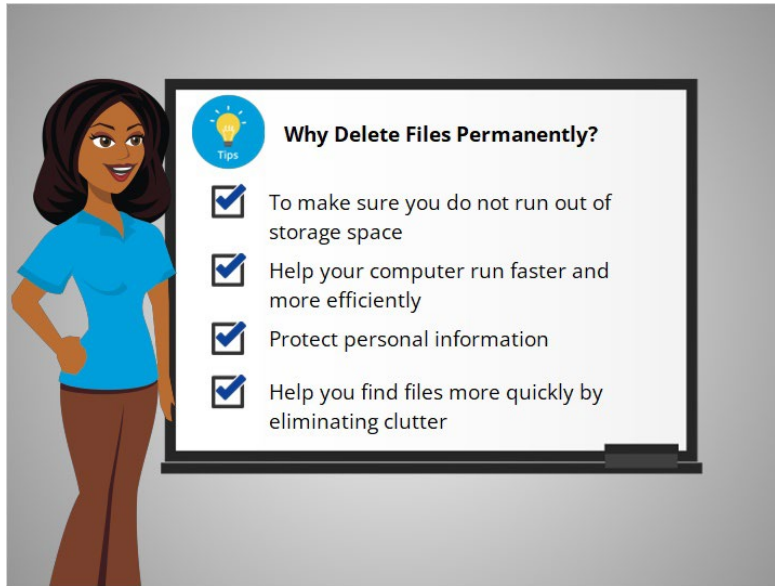 Tips
Why Delete Files Permanently?
To make sure you do not run out of
storage space
Help your computer run faster and
more efficiently
Protect personal information
Help you find files more quickly by
eliminating clutter